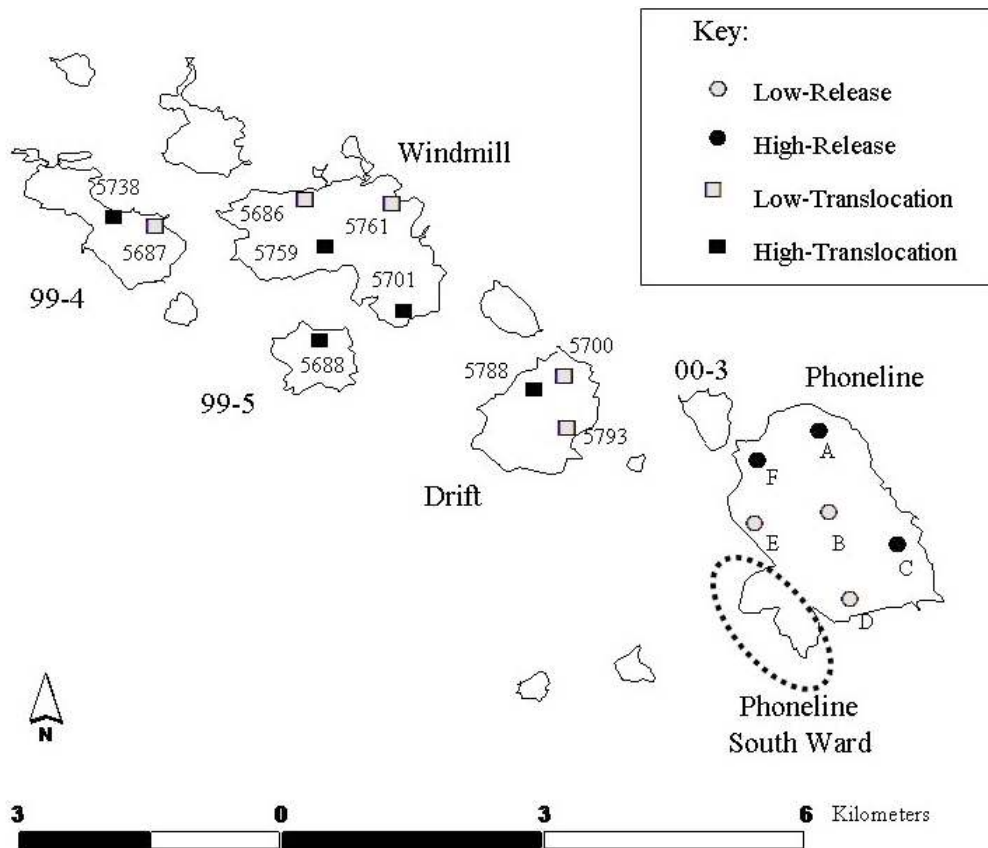 Key:
Low-Release
High-Release
Low-Translocation
High-Translocation
Windmill
5738
5686
5761
5687
5759
5701
99-4
5688
99-5
5700
5788
00-3
Phoneline
5793
A
F
Drift
E
B
C
D
Phoneline
South Ward
N
3 0 3 6 Kilometers